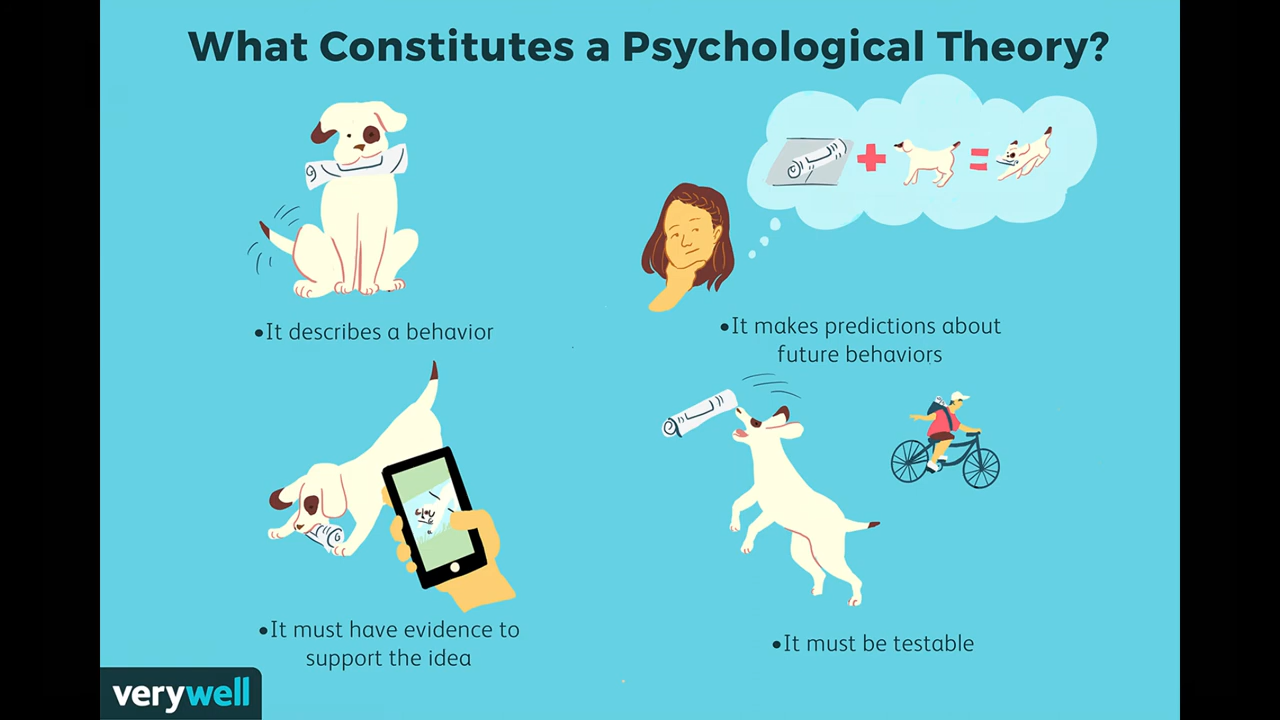 What Constitutes a Psychological Theory?
•It describes a behavior
•It makes predictions about
future behaviors
•It must have evidence to
support the idea
•It must be testable
verywell